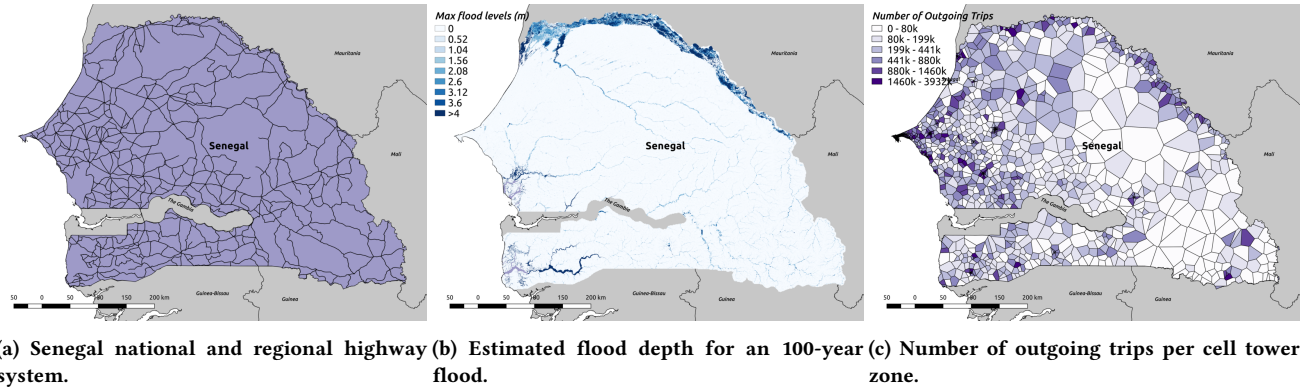 Mauritania
Senegal
Mali
The Gambia
50 0 50 100 150 200 km
Guinea-Bissau
Guinea
Max flood levels (m)
0
0.52
1.04
1.56
2.08
2.6
3.12
3.6
>4
Mauritania
Senegal
Mali
The Gambia
50 0 50 100 150 200 km
Guinea-Bissau
Guinea
Number of Outgoing Trips
0 - 80k
80k - 199k
199k - 441k
441k - 880k
880k - 1460k
1460k - 3932k
Mauritania
Senegal
Mali
The Gambia
50 0 50 100 150 200 km
Guinea-Bissau
Guinea
(a) Senegal national and regional highway
system.
(b) Estimated flood depth for an 100-year
flood.
(c) Number of outgoing trips per cell tower
zone.